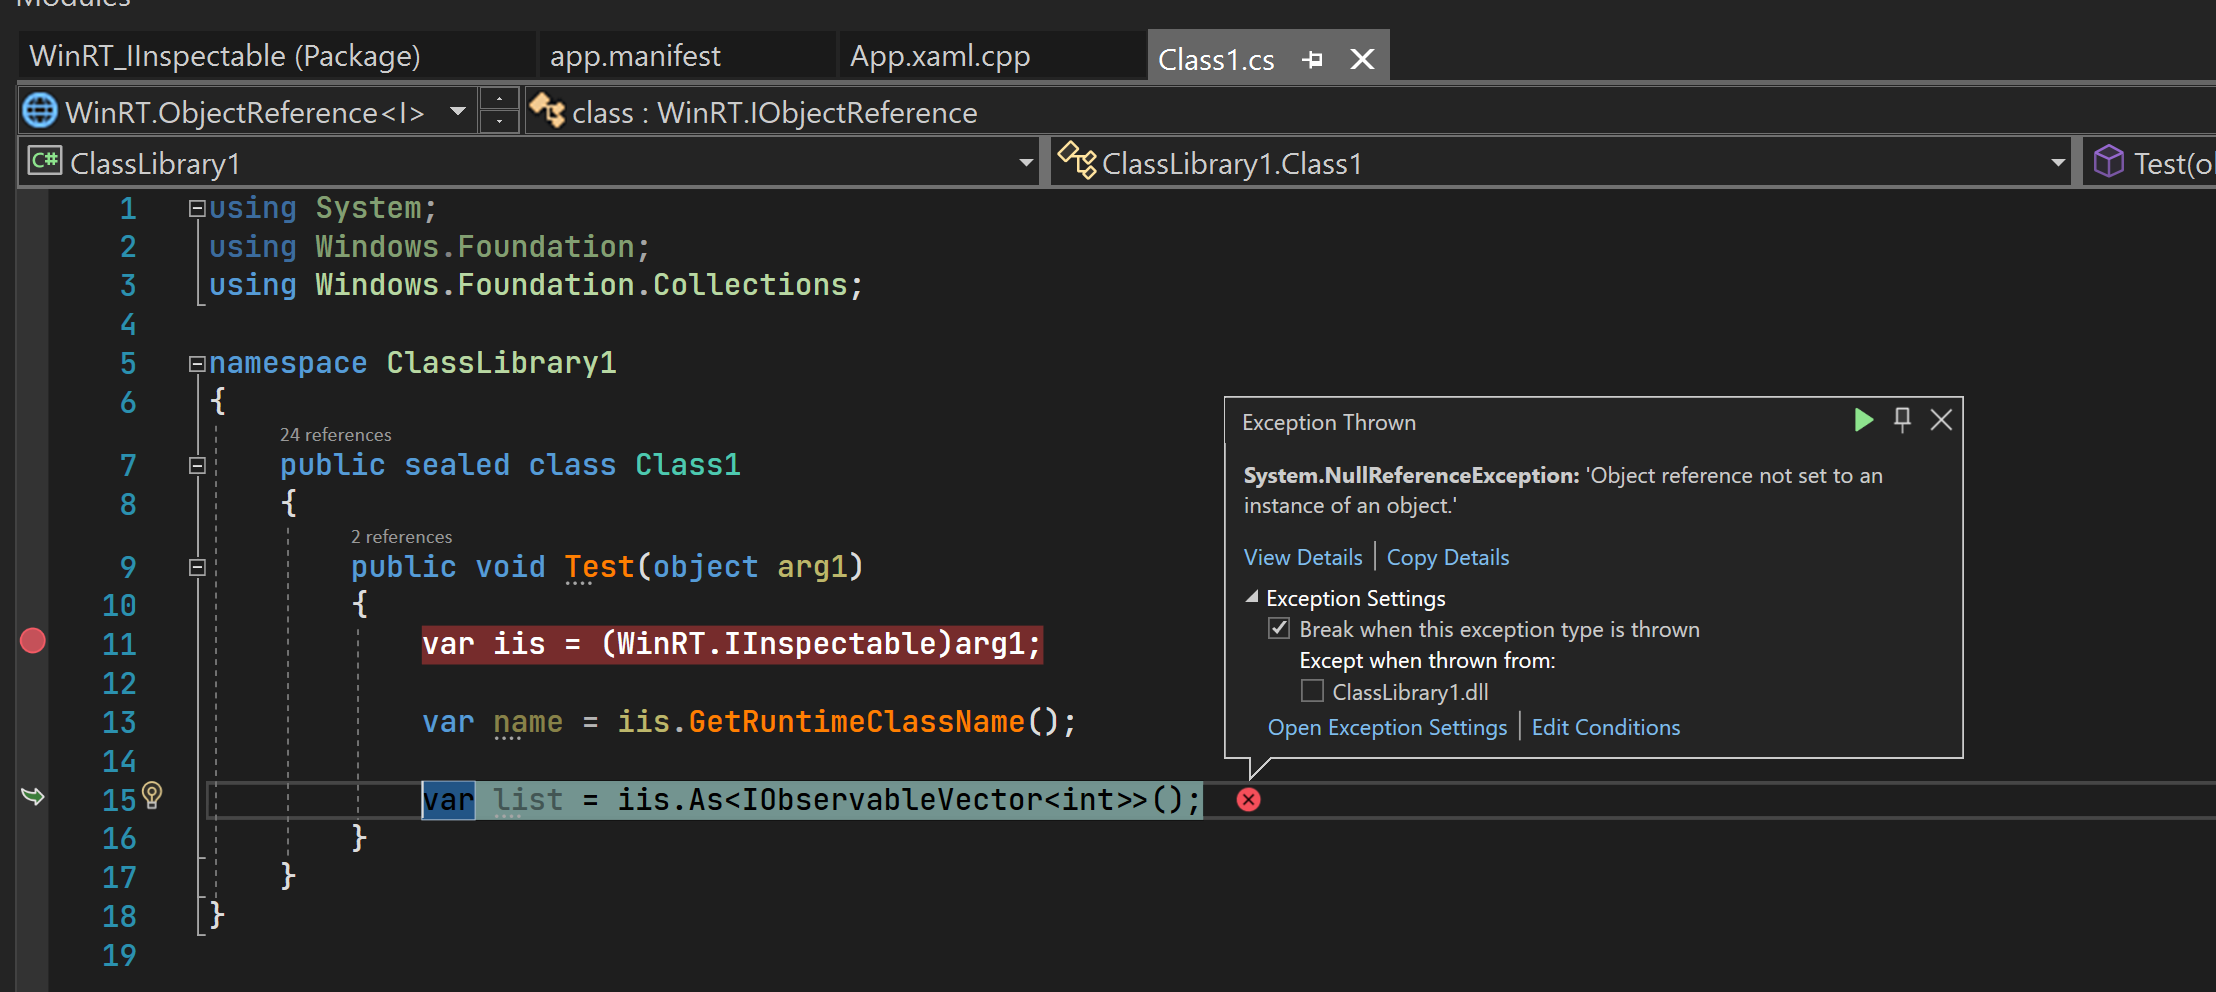 Modules
WinRT_IInspectable (Package) app.manifest App.xaml.cpp Class1.cs
WinRT.ObjectReference<I> class : WinRT.IObjectReference
C# ClassLibrary1 ClassLibrary1.Class1 Test(ol
1 using System;
2 using Windows.Foundation;
3 using Windows.Foundation.Collections;
4
5 namespace ClassLibrary1
6 {
24 references
7 public sealed class Class1
8 {
2 references
9 public void Test(object arg1)
10 {
11 var iis = (WinRT.IInspectable)arg1;
12
13 var name = iis.GetRuntimeClassName();
14
15 var list = iis.As<IObservableVector<int>>();
16 }
17 }
18 }
19
Exception Thrown
System.NullReferenceException: 'Object reference not set to an
instance of an object.'
View Details | Copy Details
Exception Settings
Break when this exception type is thrown
Except when thrown from:
ClassLibrary1.dll
Open Exception Settings | Edit Conditions